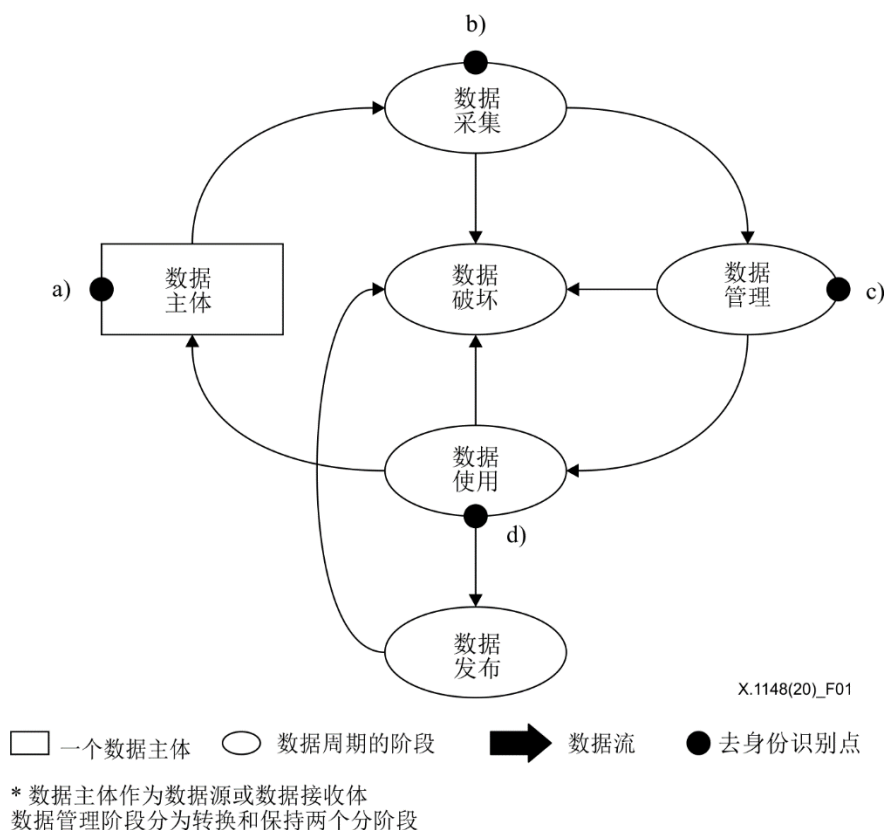 b)
数据
采集
a)
数据
主体
数据
破坏
数据
管理
c)
数据
使用
d)
数据
发布
X.1148(20)_F01
一个数据主体
数据周期的阶段
数据流
去身份识别点
* 数据主体作为数据源或数据接收体
数据管理阶段分为转换和保持两个分阶段